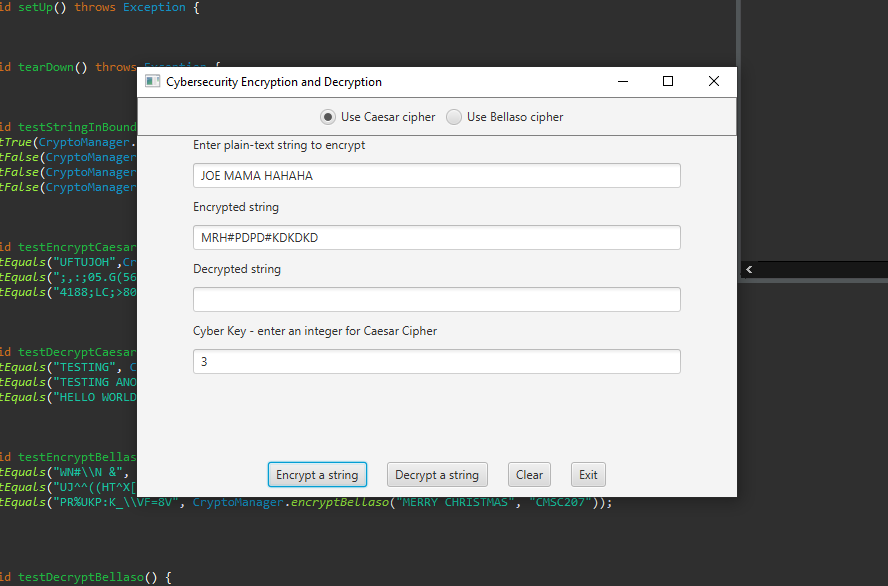 id setUp() throws Exception {
id tearDown() throws Exception {
Cybersecurity Encryption and Decryption
Use Caesar cipher Use Bellaso cipher
id testStringInBound
tTrue(CryptoManager.
tFalse(CryptoManager
tFalse(CryptoManager
tFalse(CryptoManager
Enter plain-text string to encrypt
JOE MAMA HAHAHA
Encrypted string
MRH#PDPD#KDKDKD
Decrypted string
Cyber Key - enter an integer for Caesar Cipher
3
id testEncryptCaesar
tEquals("UFTUJOH",Cr
tEquals(";,:;05.G(56
tEquals("4188;LC;>80
id testDecryptCaesar
tEquals("TESTING", C
tEquals("TESTING ANO
tEquals("HELLO WORLD
id testEncryptBellas
tEquals("WN#\\N &",
tEquals("UJ^^((HT^X[
Encrypt a string Decrypt a string Clear Exit
tEquals("PR%UKP:K_\\VF=8V", CryptoManager.encryptBellaso("MERRY CHRISTMAS", "CMSC207"));
id testDecryptBellaso() {